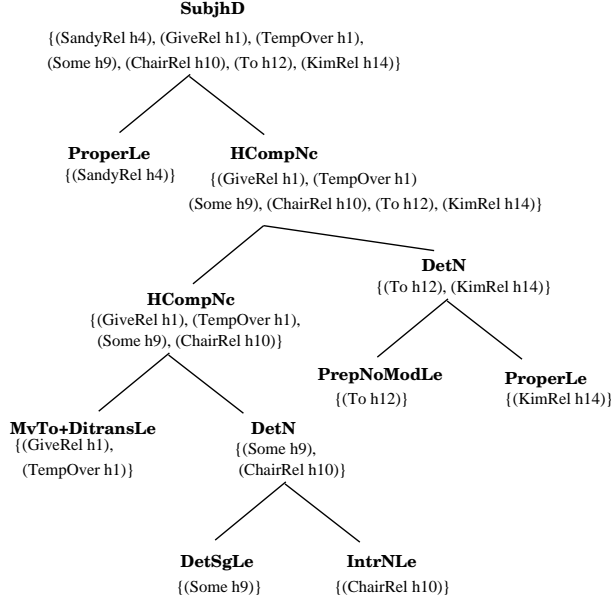 SubjhD
{(SandyRel h4), (GiveRel h1), (TempOver h1),
(Some h9), (ChairRel h10), (To h12), (KimRel h14)}
ProperLe
{(SandyRel h4)}
HCompNc
{(GiveRel h1), (TempOver h1)
(Some h9), (ChairRel h10), (To h12), (KimRel h14)}
HCompNc
{(GiveRel h1), (TempOver h1),
(Some h9), (ChairRel h10)}
DetN
{(To h12), (KimRel h14)}
PrepNoModLe
{(To h12)}
ProperLe
{(KimRel h14)}
MvTo+DitransLe
{(GiveRel h1),
(TempOver h1)}
DetN
{(Some h9),
(ChairRel h10)}
DetSgLe
{(Some h9)}
IntrNLe
{(ChairRel h10)}